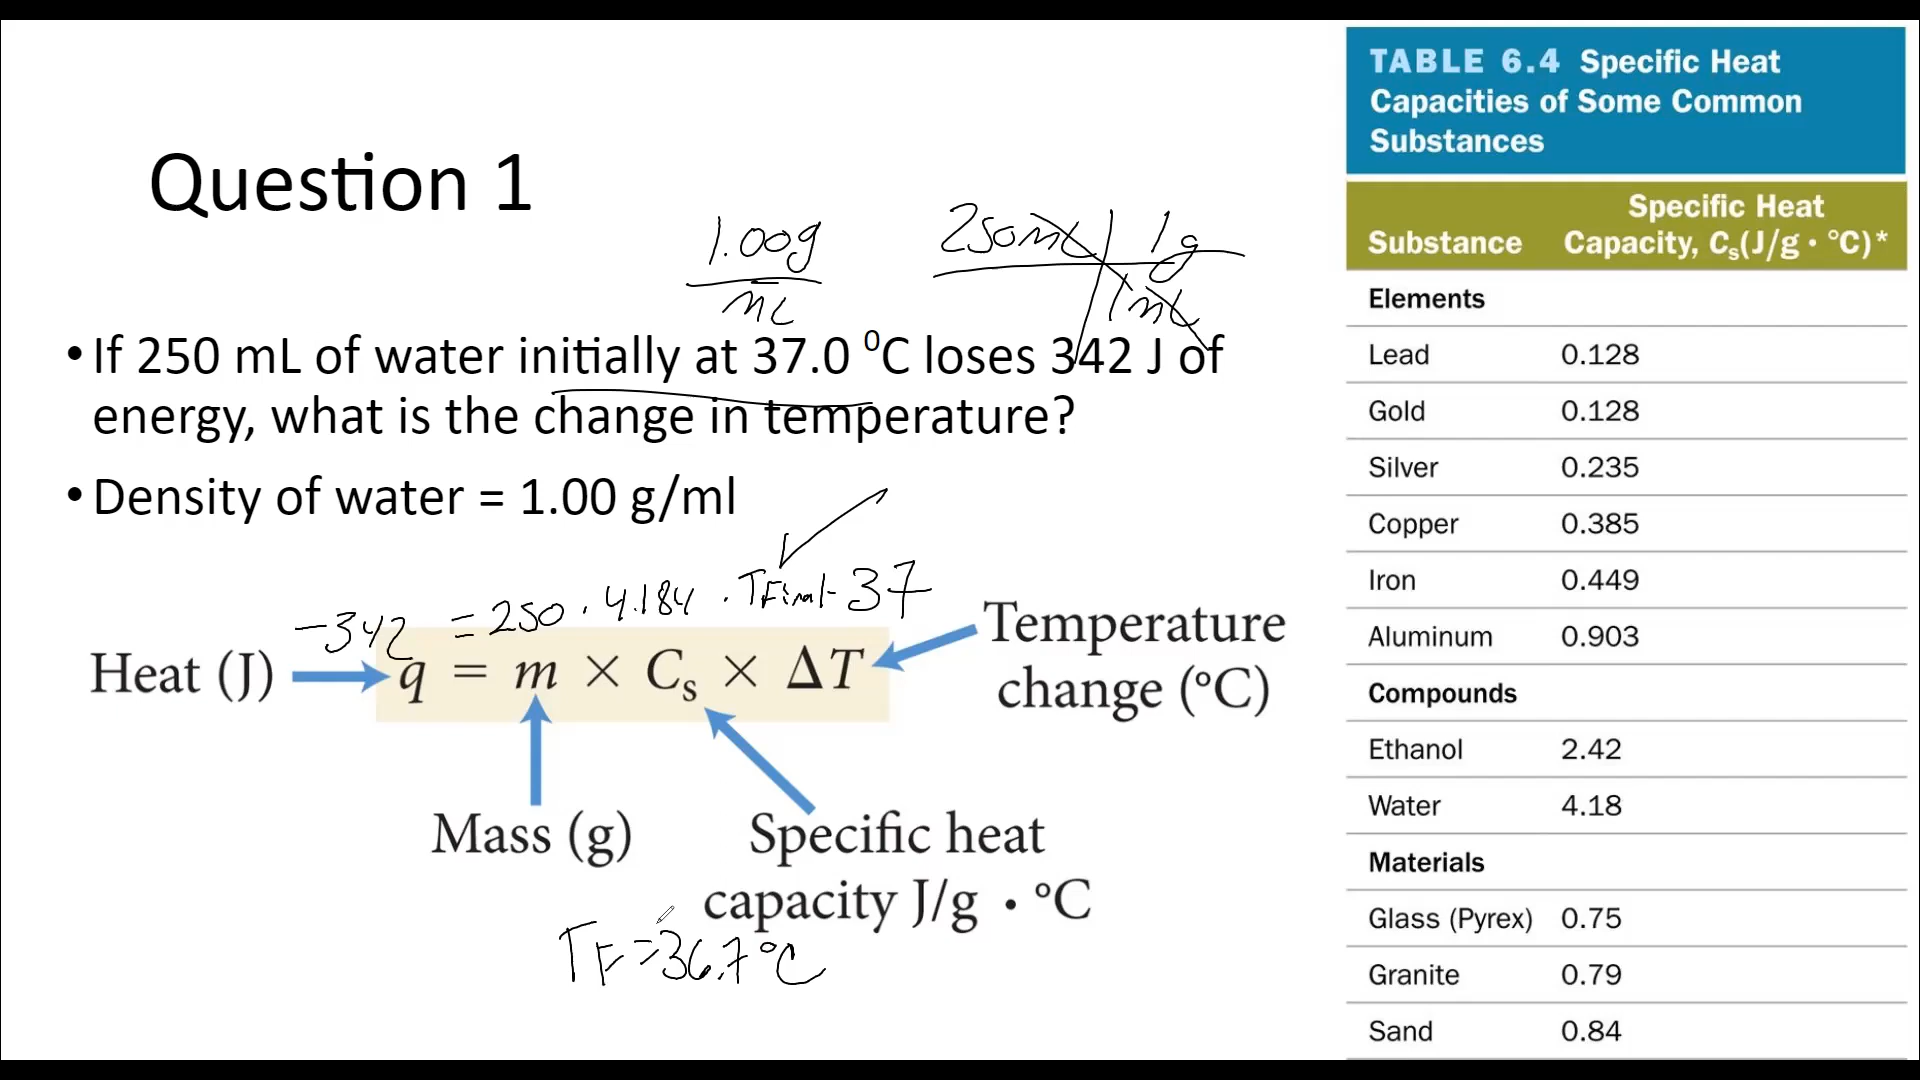 Question 1
1.00g
mL
250mL | 1g
1mL
• If 250 mL of water initially at 37.0 ⁰C loses 342 J of
energy, what is the change in temperature?
• Density of water = 1.00 g/ml
-342 = 250 · 4.184 · TFinal - 37
Heat (J)
q = m × Cs × ΔT
Temperature
change (°C)
Mass (g)
Specific heat
capacity J/g • °C
TF = 36.7 °C
TABLE 6.4 Specific Heat
Capacities of Some Common
Substances
Specific Heat
Substance Capacity, Cs(J/g • °C)*
Elements
Lead 0.128
Gold 0.128
Silver 0.235
Copper 0.385
Iron 0.449
Aluminum 0.903
Compounds
Ethanol 2.42
Water 4.18
Materials
Glass (Pyrex) 0.75
Granite 0.79
Sand 0.84